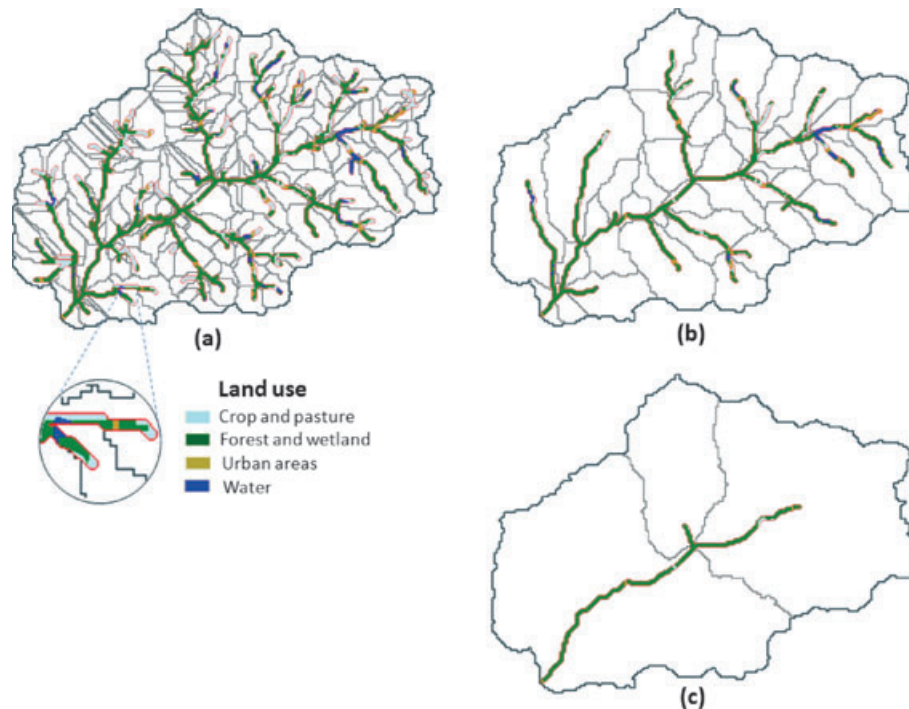 (a)
(b)
Land use
Crop and pasture
Forest and wetland
Urban areas
Water
(c)